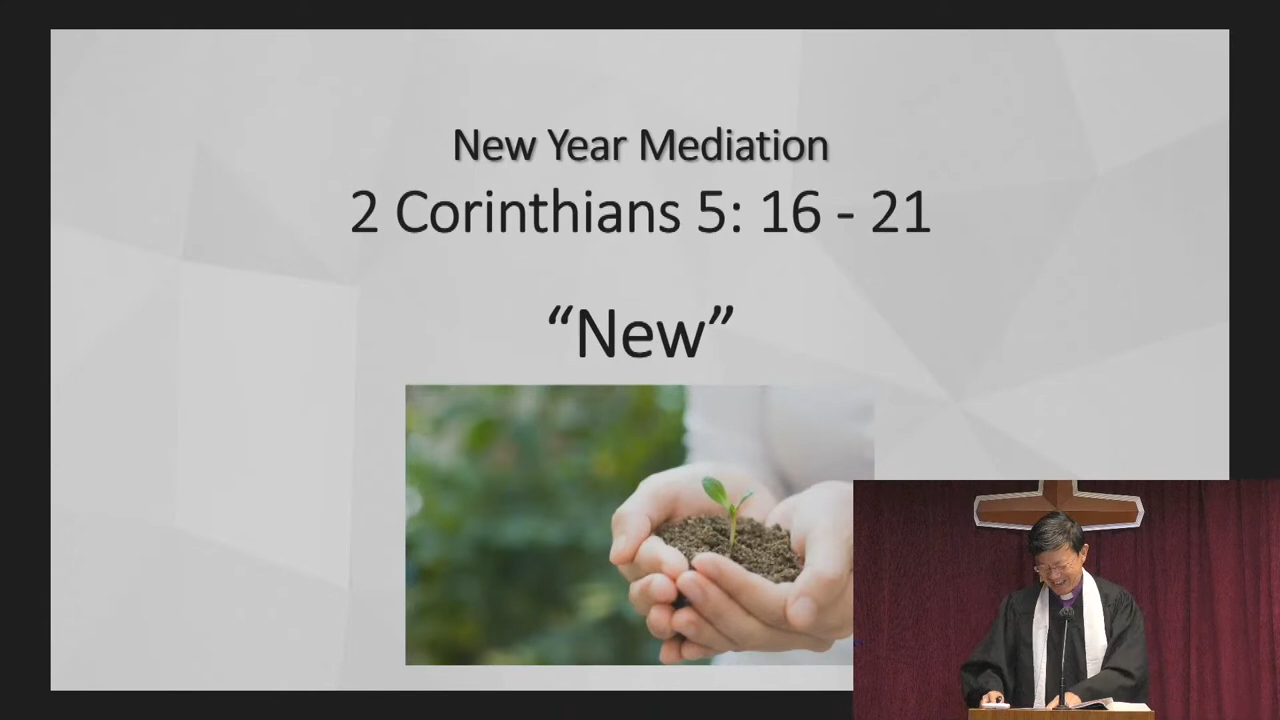 New Year Mediation
2 Corinthians 5: 16 - 21
“New”